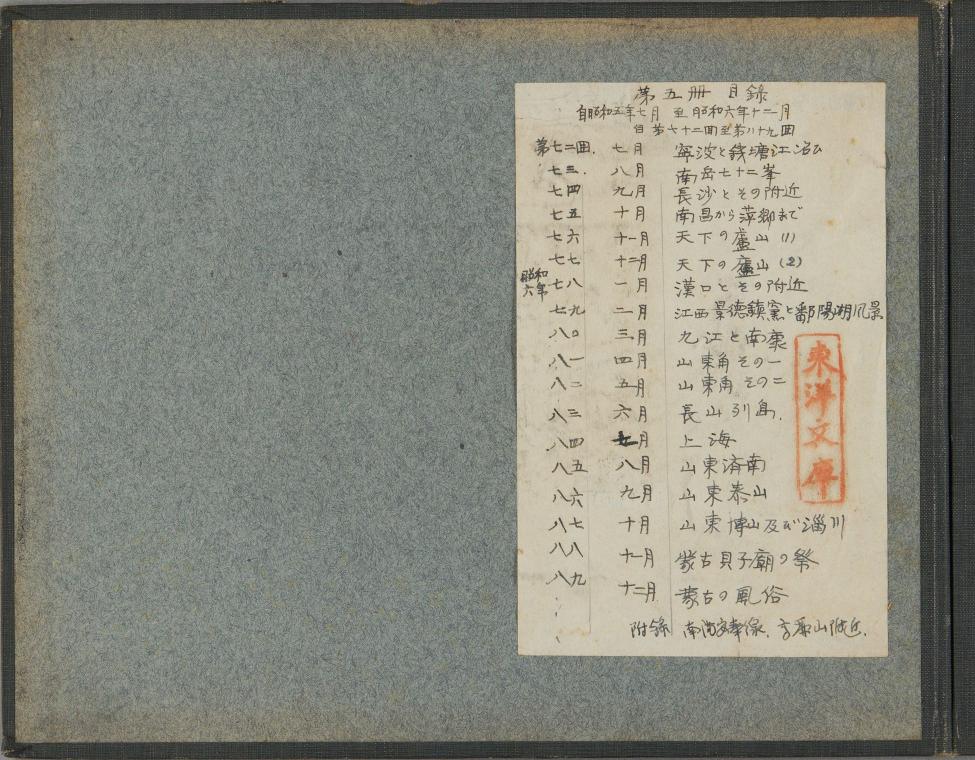 第五冊 目錄
自昭和五年七月 至昭和六年十二月
自第七十二回至第八十九回
第七二回. 七月 寧波と銭塘江沿ひ
七三. 八月 南岳七十二峯
七四 九月 長沙とその附近
七五 十月 南昌から萍郷まで
七六 十一月 天下の廬山 (1)
七七 十二月 天下の廬山 (2)
昭和六年 七八 一月 漢口とその附近
七九 二月 江西景徳鎮窯と鄱陽湖風景
八〇 三月 九江と南康
八一 四月 山東角その一
八二 五月 山東角その二
八三 六月 長山列島.
八四 七月 上海
八五 八月 山東済南
八六 九月 山東泰山
八七 十月 山東博山及び淄川
八八 十一月 蒙古貝子廟の祭
八九 十二月 蒙古の風俗
附錄 南満 山附近.
東洋文庫